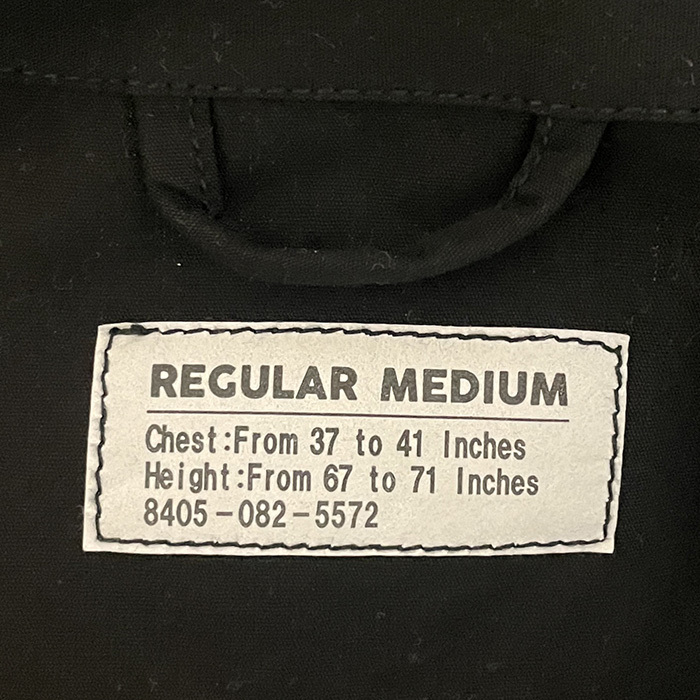 REGULAR MEDIUM
Chest:From 37 to 41 Inches
Height:From 67 to 71 Inches
8405-082-5572